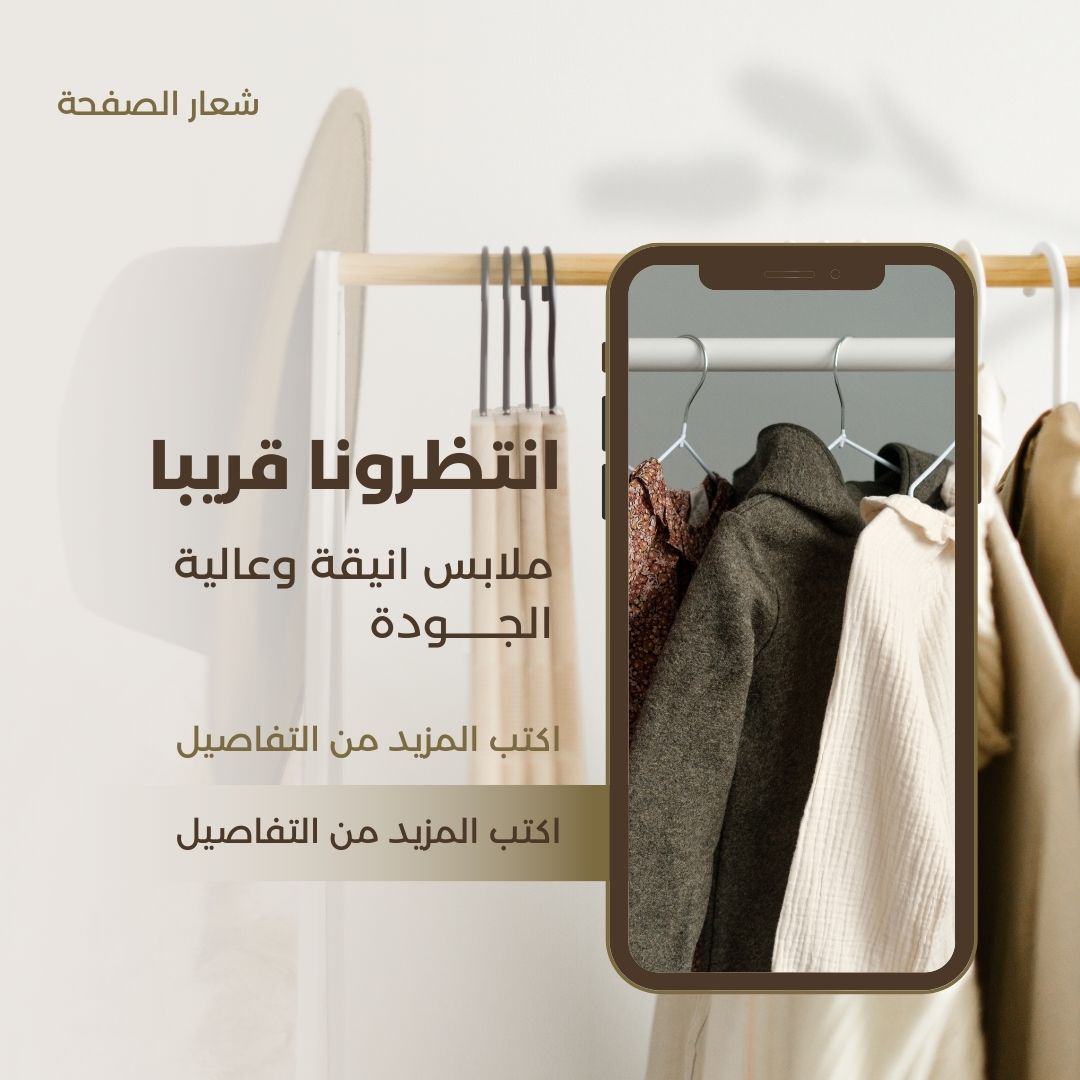 شعار الصفحة
انتظرونا قريبا
ملابس انيقة وعالية
الجـــودة
اكتب المزيد من التفاصيل
اكتب المزيد من التفاصيل